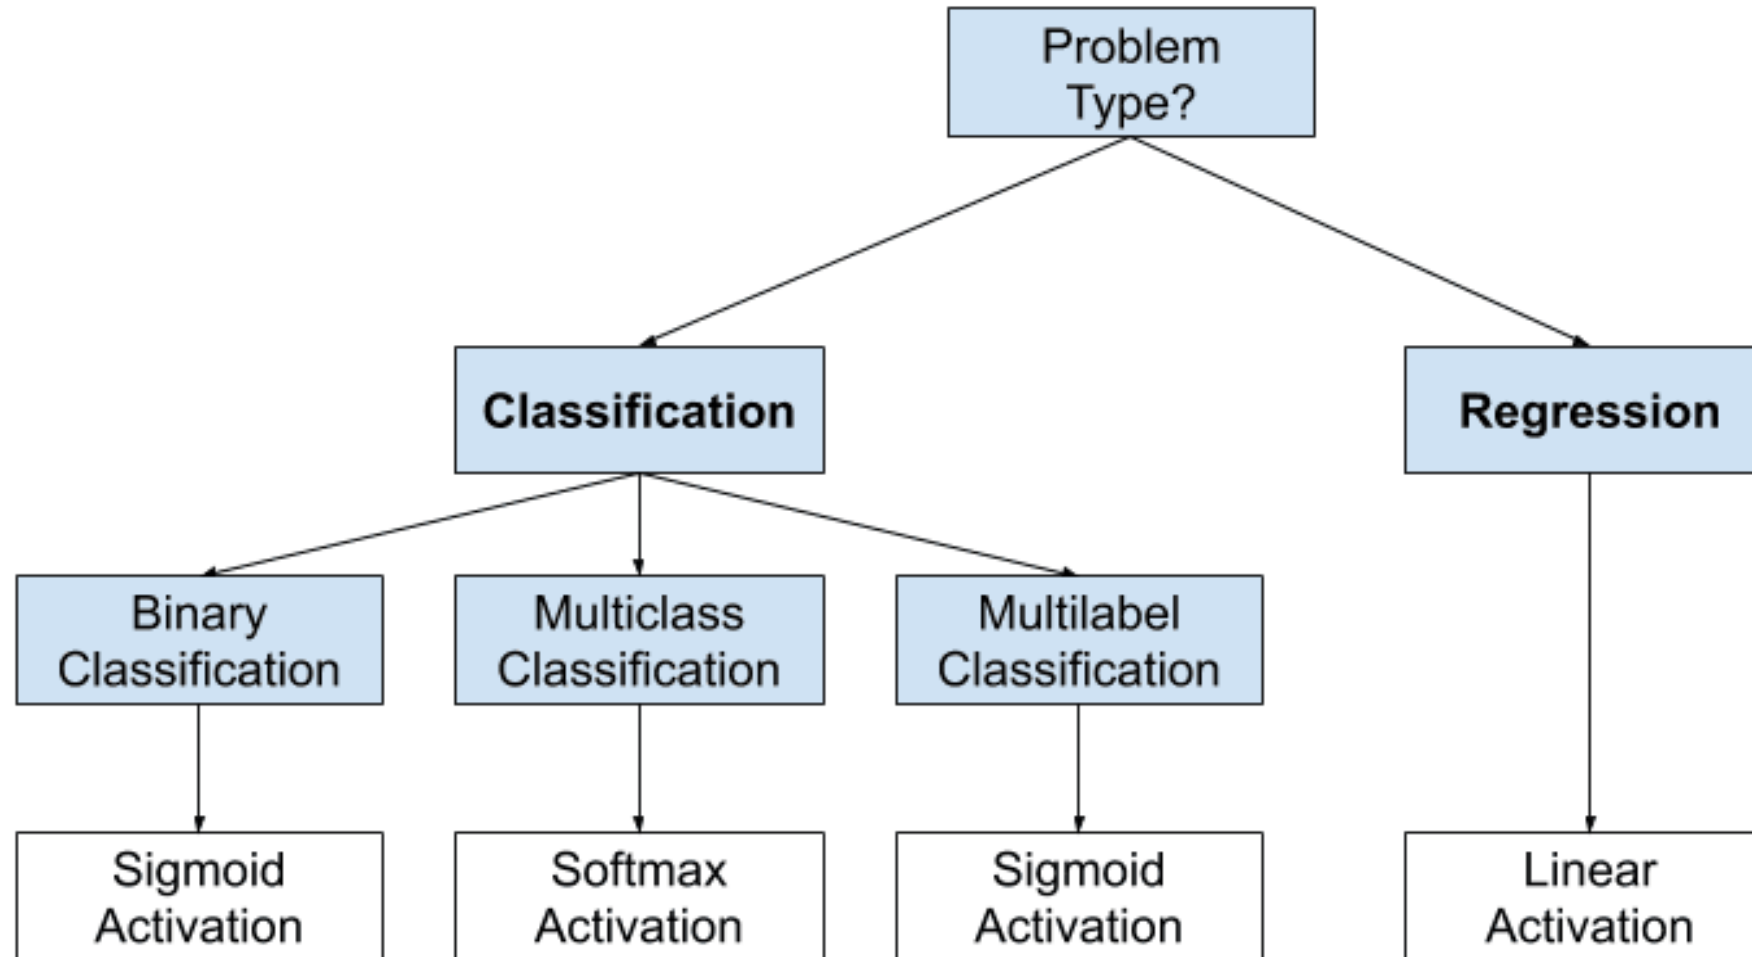 Problem
Type?
Classification
Regression
Binary
Classification
Multiclass
Classification
Multilabel
Classification
Sigmoid
Activation
Softmax
Activation
Sigmoid
Activation
Linear
Activation